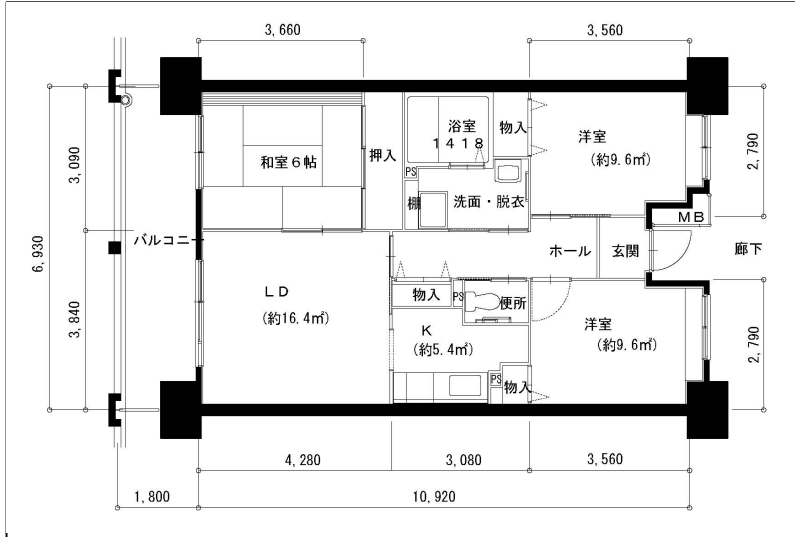 3,660
3,560
和室６帖
押入
浴室
１４１８
物入
洋室
(約9.6㎡)
PS
棚
洗面・脱衣
MB
3,090
2,790
6,930
バルコニー
ホール
玄関
廊下
ＬＤ
(約16.4㎡)
物入
PS
便所
Ｋ
(約5.4㎡)
洋室
(約9.6㎡)
PS
物入
3,840
2,790
4,280
3,080
3,560
1,800
10,920